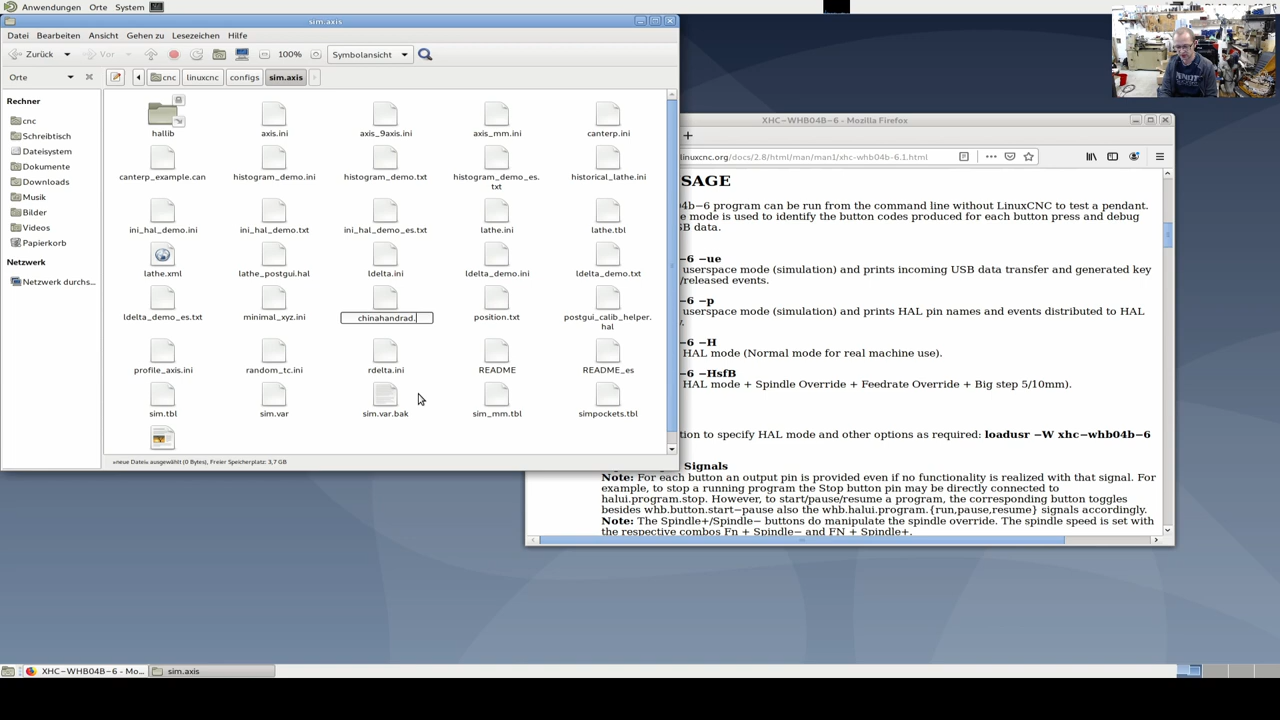 Anwendungen Orte System
sim.axis
Datei Bearbeiten Ansicht Gehen zu Lesezeichen Hilfe
Zurück Vor 100% Symbolansicht
Orte cnc linuxcnc configs sim.axis
Rechner
cnc
Schreibtisch
Dateisystem
Dokumente
Downloads
Musik
Bilder
Videos
Papierkorb
Netzwerk
Netzwerk durchs...
hallib axis.ini axis_9axis.ini axis_mm.ini canterp.ini
canterp_example.can histogram_demo.ini histogram_demo.txt histogram_demo_es.
txt historical_lathe.ini
ini_hal_demo.ini ini_hal_demo.txt ini_hal_demo_es.txt lathe.ini lathe.tbl
lathe.xml lathe_postgui.hal ldelta.ini ldelta_demo.ini ldelta_demo.txt
ldelta_demo_es.txt minimal_xyz.ini chinahandrad. position.txt postgui_calib_helper.
hal
profile_axis.ini random_tc.ini rdelta.ini README README_es
sim.tbl sim.var sim.var.bak sim_mm.tbl simpockets.tbl
»neue Datei« ausgewählt (0 Bytes), Freier Speicherplatz: 3,7 GB
XHC-WHB04B-6 - Mozilla Firefox
linuxcnc.org/docs/2.8/html/man/man1/xhc-whb04b-6.1.html
SAGE
04b-6 program can be run from the command line without LinuxCNC to test a pendant.
e mode is used to identify the button codes produced for each button press and debug
SB data.
-6 -ue
userspace mode (simulation) and prints incoming USB data transfer and generated key
/released events.
-6 -p
userspace mode (simulation) and prints HAL pin names and events distributed to HAL
-6 -H
HAL mode (Normal mode for real machine use).
-6 -HsfB
HAL mode + Spindle Override + Feedrate Override + Big step 5/10mm).
tion to specify HAL mode and other options as required: loadusr -W xhc-whb04b-6
Signals
Note: For each button an output pin is provided even if no functionality is realized with that signal. For
example, to stop a running program the Stop button pin may be directly connected to
halui.program.stop. However, to start/pause/resume a program, the corresponding button toggles
besides whb.button.start-pause also the whb.halui.program.{run,pause,resume} signals accordingly.
Note: The Spindle+/Spindle- buttons do manipulate the spindle override. The spindle speed is set with
the respective combos Fn + Spindle- and FN + Spindle+.
XHC-WHB04B-6 - Mo... sim.axis